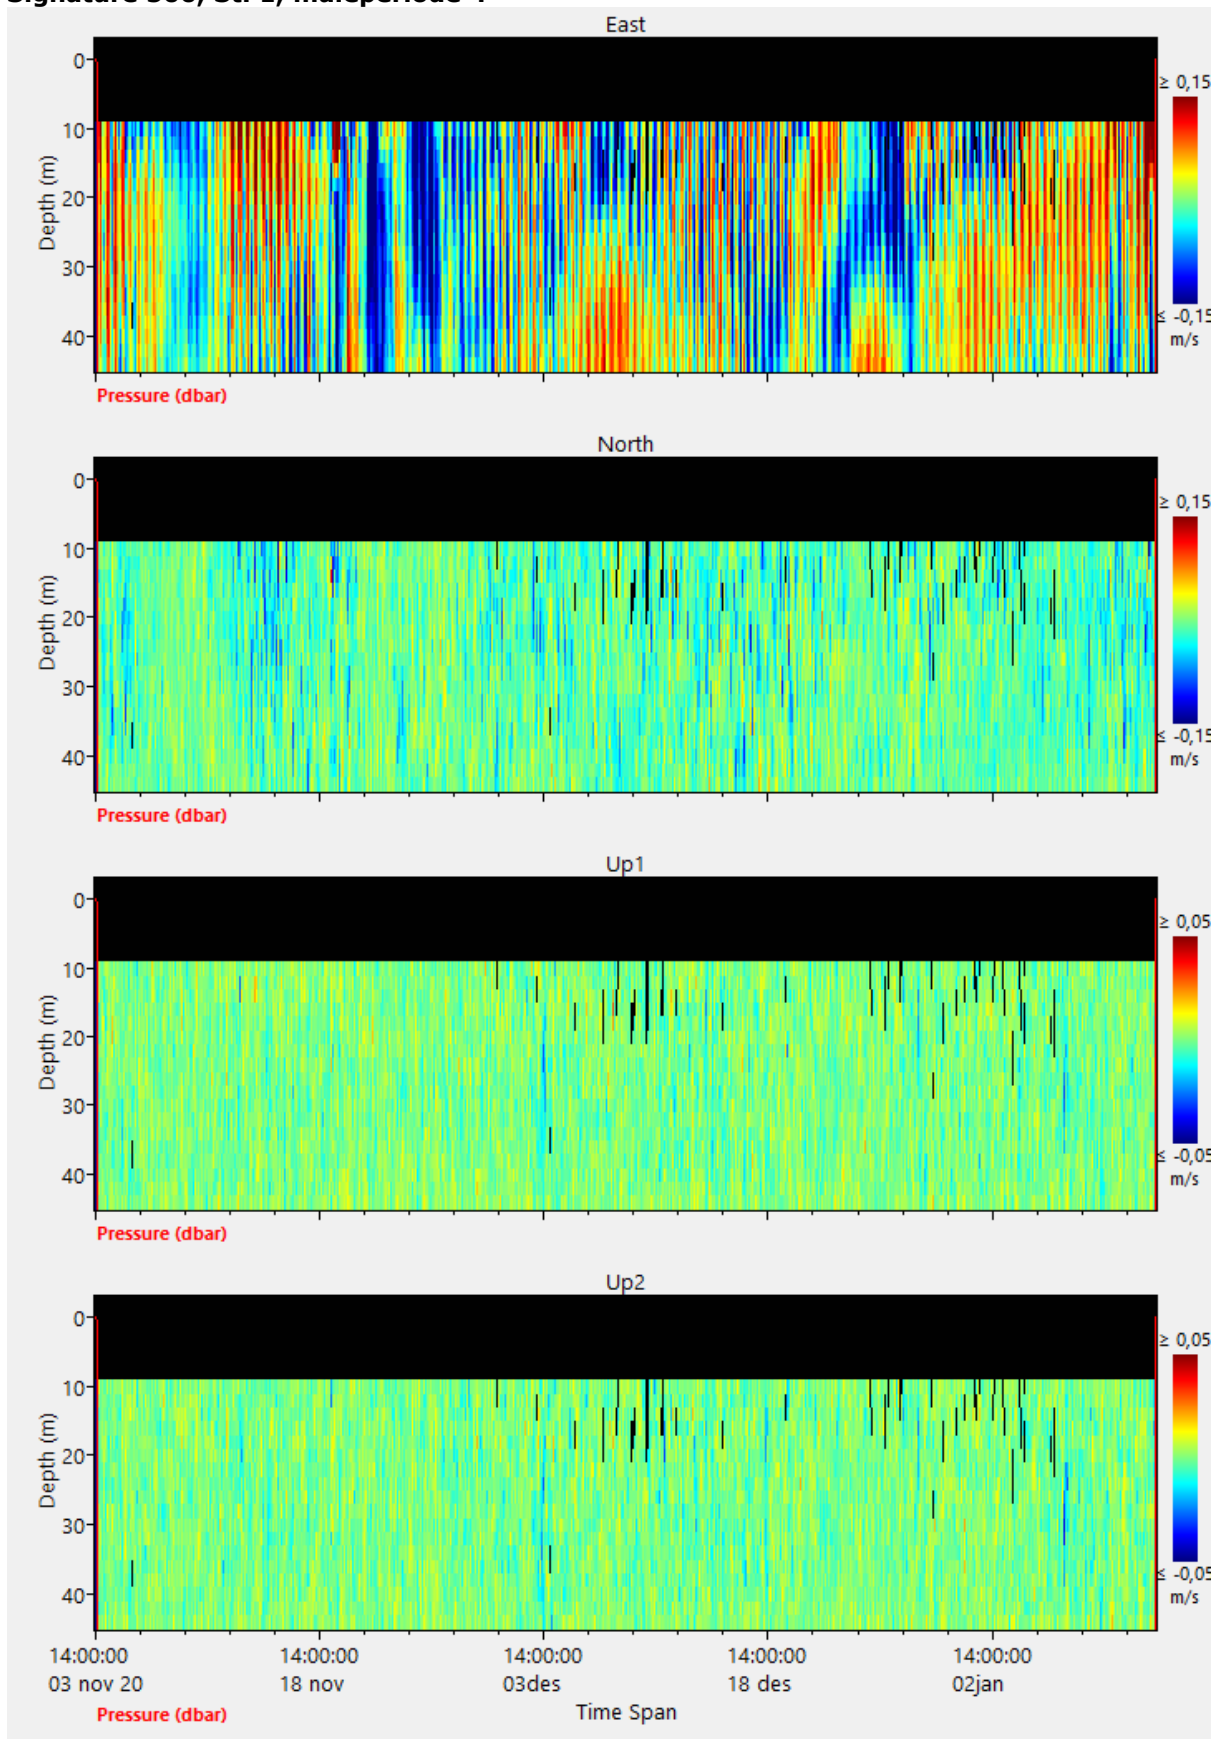 East
≥ 0,15
0
10
20
30
40
Depth (m)
≤ -0,15
m/s
Pressure (dbar)
North
≥ 0,15
0
10
20
30
40
Depth (m)
≤ -0,15
m/s
Pressure (dbar)
Up1
≥ 0,05
0
10
20
30
40
Depth (m)
≤ -0,05
m/s
Pressure (dbar)
Up2
≥ 0,05
0
10
20
30
40
Depth (m)
≤ -0,05
m/s
14:00:00 14:00:00 14:00:00 14:00:00 14:00:00
03 nov 20 18 nov 03des 18 des 02jan
Pressure (dbar) Time Span